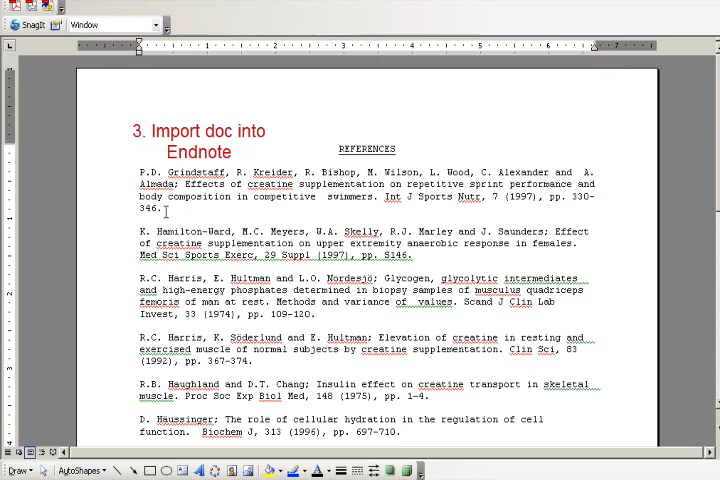 SnagIt Window
1 2 3 4 5 6 7
3. Import doc into
Endnote
REFERENCES
P.D. Grindstaff, R. Kreider, R. Bishop, M. Wilson, L. Wood, C. Alexander and A.
Almada; Effects of creatine supplementation on repetitive sprint performance and
body composition in competitive swimmers. Int J Sports Nutr, 7 (1997), pp. 330-
346.
K. Hamilton-Ward, M.C. Meyers, W.A. Skelly, R.J. Marley and J. Saunders; Effect
of creatine supplementation on upper extremity anaerobic response in females.
Med Sci Sports Exerc, 29 Suppl (1997), pp. S146.
R.C. Harris, E. Hultman and L.O. Nordesjö; Glycogen, glycolytic intermediates
and high-energy phosphates determined in biopsy samples of musculus quadriceps
femoris of man at rest. Methods and variance of values. Scand J Clin Lab
Invest, 33 (1974), pp. 109-120.
R.C. Harris, K. Söderlund and E. Hultman; Elevation of creatine in resting and
exercised muscle of normal subjects by creatine supplementation. Clin Sci, 83
(1992), pp. 367-374.
R.B. Haughland and D.T. Chang; Insulin effect on creatine transport in skeletal
muscle. Proc Soc Exp Biol Med, 148 (1975), pp. 1-4.
D. Häussinger; The role of cellular hydration in the regulation of cell
function. Biochem J, 313 (1996), pp. 697-710.
Draw AutoShapes